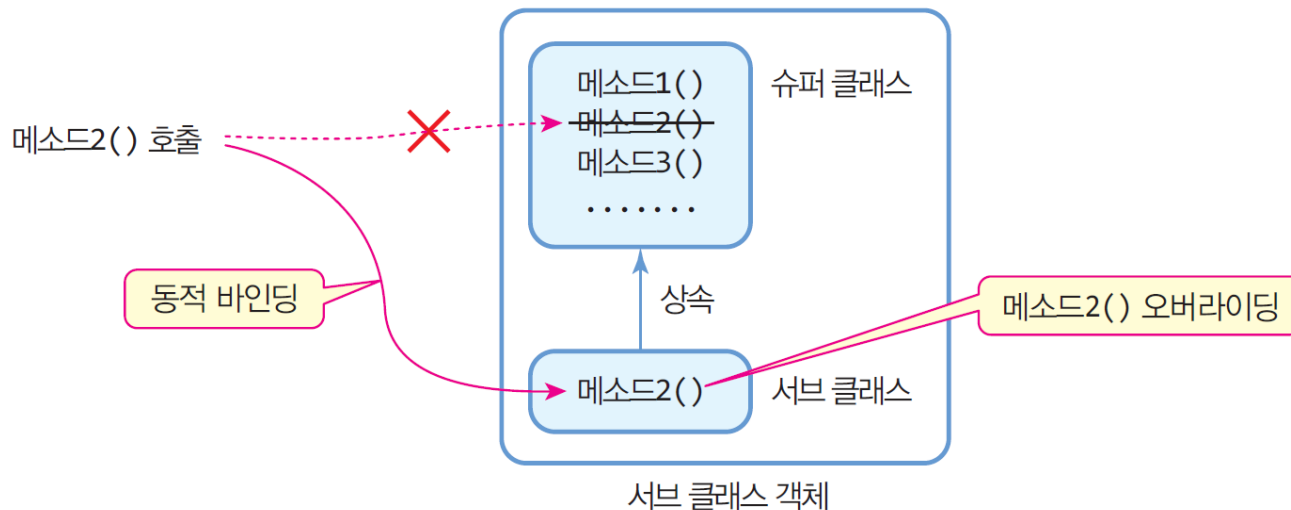 메소드1()
슈퍼 클래스
메소드2()
메소드2() 호출
메소드3()
.......
동적 바인딩
상속
메소드2() 오버라이딩
메소드2()
서브 클래스
서브 클래스 객체